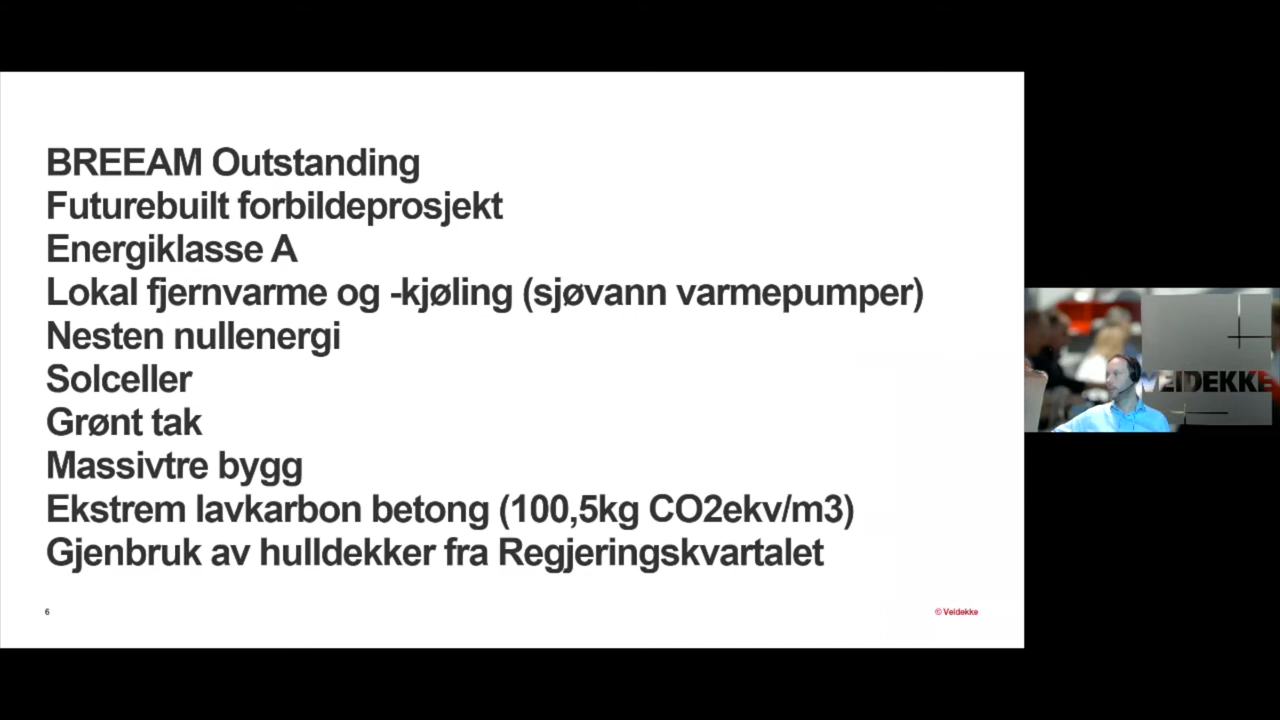 BREEAM Outstanding
Futurebuilt forbildeprosjekt
Energiklasse A
Lokal fjernvarme og -kjøling (sjøvann varmepumper)
Nesten nullenergi
Solceller
Grønt tak
Massivtre bygg
Ekstrem lavkarbon betong (100,5kg CO2ekv/m3)
Gjenbruk av hulldekker fra Regjeringskvartalet
6
© Veidekke
VEIDEKKE